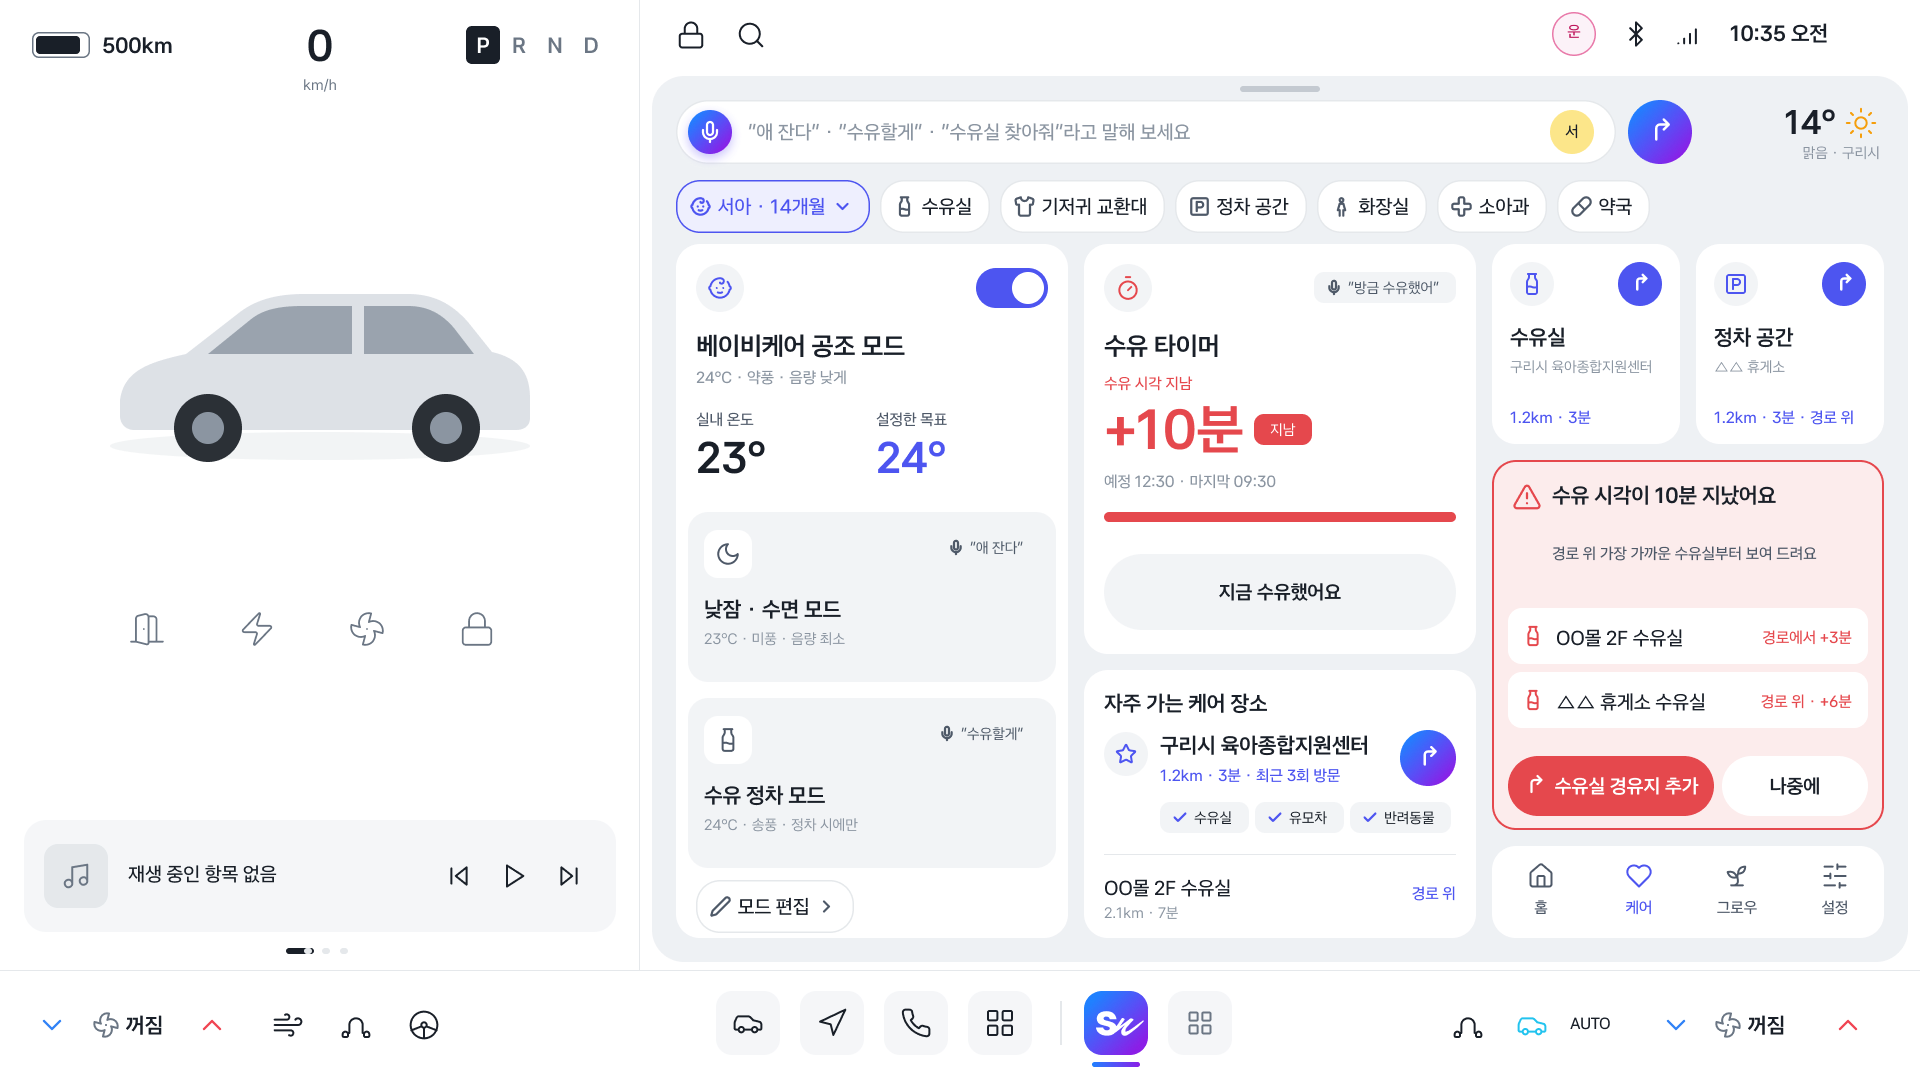 500km
0
km/h
P R N D
운
10:35 오전
"애 잔다" · "수유할게" · "수유실 찾아줘"라고 말해 보세요
서
14°
맑음 · 구리시
서아 · 14개월
수유실
기저귀 교환대
정차 공간
화장실
소아과
약국
베이비케어 공조 모드
24°C · 약풍 · 음량 낮게
실내 온도
설정한 목표
23°
24°
"애 잔다"
낮잠 · 수면 모드
23°C · 미풍 · 음량 최소
"수유할게"
수유 정차 모드
24°C · 송풍 · 정차 시에만
모드 편집
"방금 수유했어"
수유 타이머
수유 시각 지남
+10분
지남
예정 12:30 · 마지막 09:30
지금 수유했어요
자주 가는 케어 장소
구리시 육아종합지원센터
1.2km · 3분 · 최근 3회 방문
수유실
유모차
반려동물
OO몰 2F 수유실
2.1km · 7분
경로 위
수유실
구리시 육아종합지원센터
1.2km · 3분
정차 공간
△△ 휴게소
1.2km · 3분 · 경로 위
수유 시각이 10분 지났어요
경로 위 가장 가까운 수유실부터 보여 드려요
OO몰 2F 수유실
경로에서 +3분
△△ 휴게소 수유실
경로 위 · +6분
수유실 경유지 추가
나중에
홈
케어
그로우
설정
재생 중인 항목 없음
꺼짐
AUTO
꺼짐